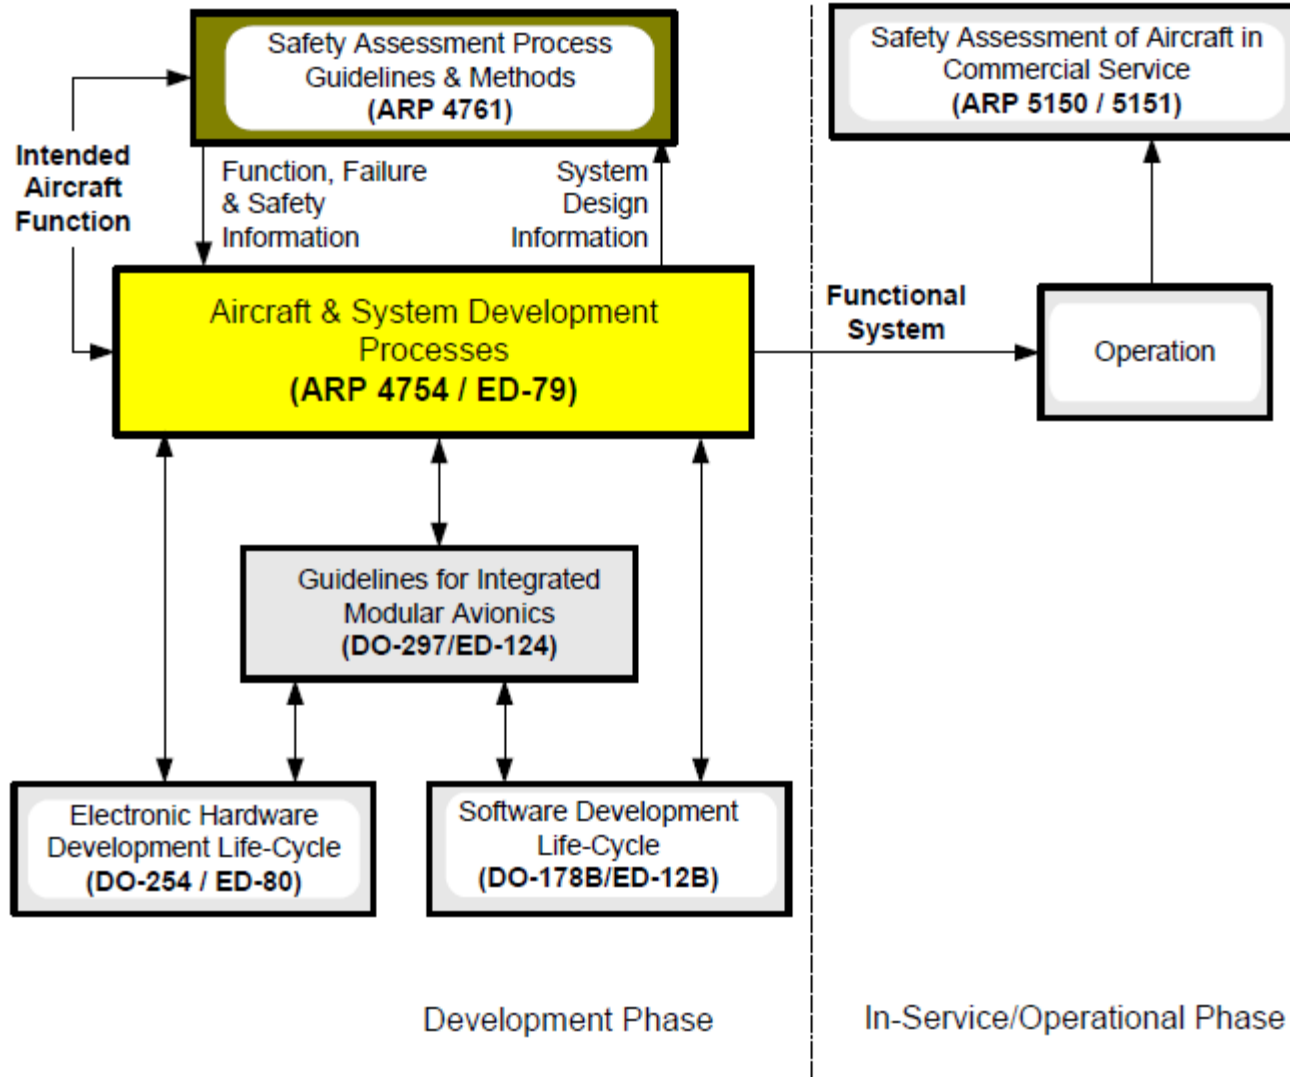 Safety Assessment Process
Guidelines & Methods
(ARP 4761)
Safety Assessment of Aircraft in
Commercial Service
(ARP 5150 / 5151)
Intended
Aircraft
Function
Function, Failure
& Safety
Information
System
Design
Information
Aircraft & System Development
Processes
(ARP 4754 / ED-79)
Functional
System
Operation
Guidelines for Integrated
Modular Avionics
(DO-297/ED-124)
Electronic Hardware
Development Life-Cycle
(DO-254 / ED-80)
Software Development
Life-Cycle
(DO-178B/ED-12B)
Development Phase
In-Service/Operational Phase